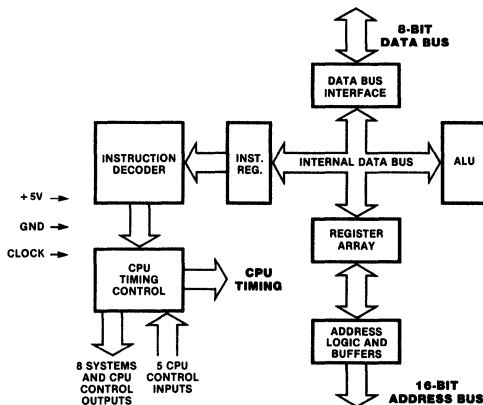 8-BIT
DATA BUS
DATA BUS
INTERFACE
INSTRUCTION
DECODER
INST.
REG.
INTERNAL DATA BUS
ALU
+5V
GND
CLOCK
REGISTER
ARRAY
CPU
TIMING
CONTROL
CPU
TIMING
ADDRESS
LOGIC AND
BUFFERS
8 SYSTEMS
AND CPU
CONTROL
OUTPUTS
5 CPU
CONTROL
INPUTS
16-BIT
ADDRESS BUS